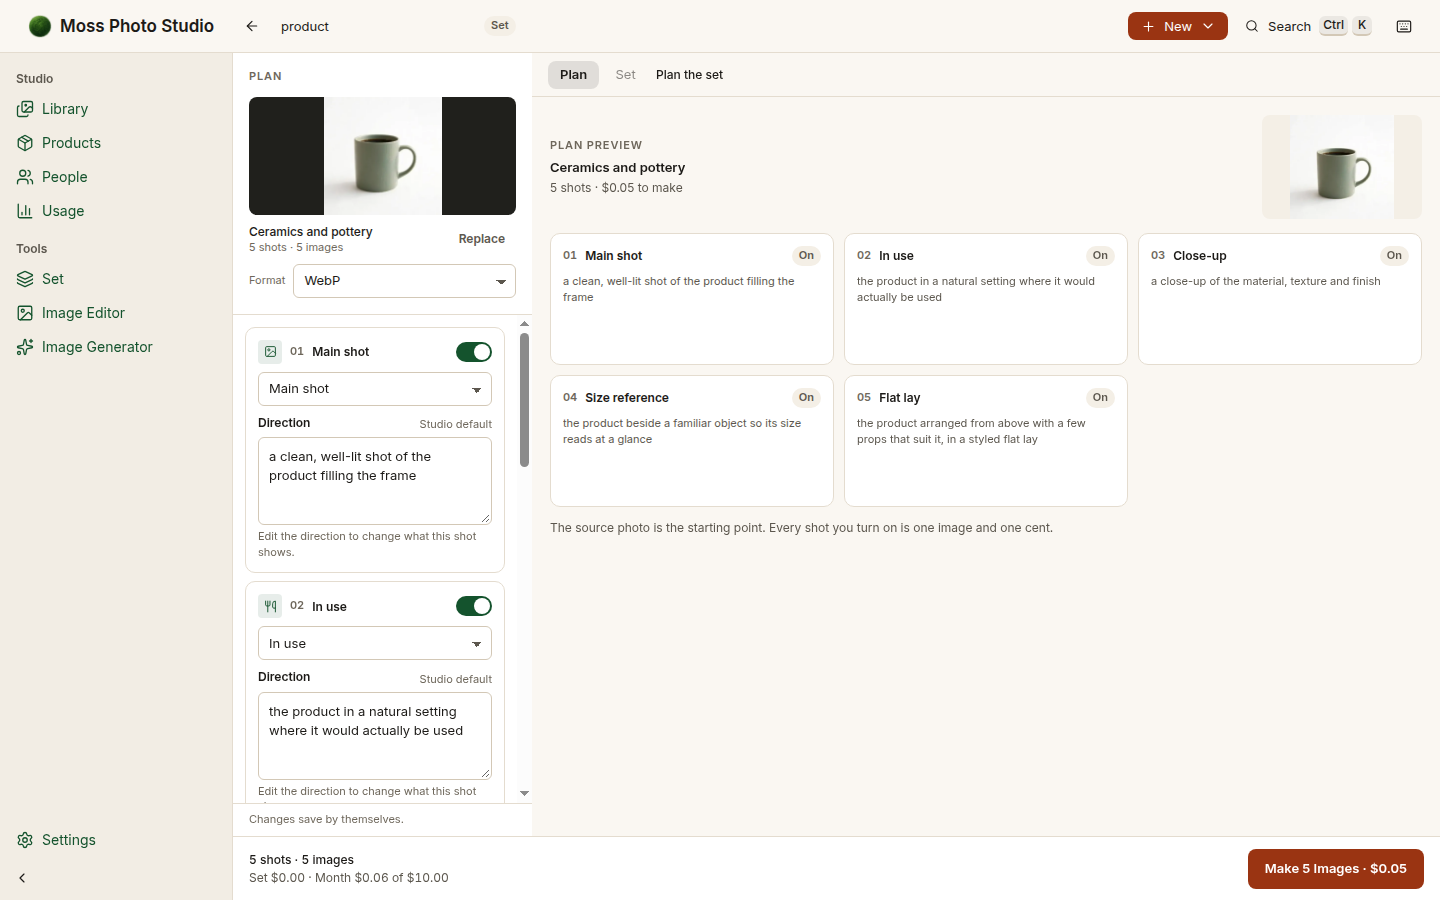 Moss Photo Studio
product
Set
New
Search Ctrl K
Studio
Library
Products
People
Usage
Tools
Set
Image Editor
Image Generator
Settings
PLAN
Ceramics and pottery
5 shots · 5 images
Replace
Format
WebP
01 Main shot
Main shot
Direction
Studio default
a clean, well-lit shot of the
product filling the frame
Edit the direction to change what this shot
shows.
02 In use
In use
Direction
Studio default
the product in a natural setting
where it would actually be used
Edit the direction to change what this shot
Changes save by themselves.
Plan
Set
Plan the set
PLAN PREVIEW
Ceramics and pottery
5 shots · $0.05 to make
01 Main shot On
a clean, well-lit shot of the product filling the
frame
02 In use On
the product in a natural setting where it would
actually be used
03 Close-up On
a close-up of the material, texture and finish
04 Size reference On
the product beside a familiar object so its size
reads at a glance
05 Flat lay On
the product arranged from above with a few
props that suit it, in a styled flat lay
The source photo is the starting point. Every shot you turn on is one image and one cent.
5 shots · 5 images
Set $0.00 · Month $0.06 of $10.00
Make 5 Images · $0.05